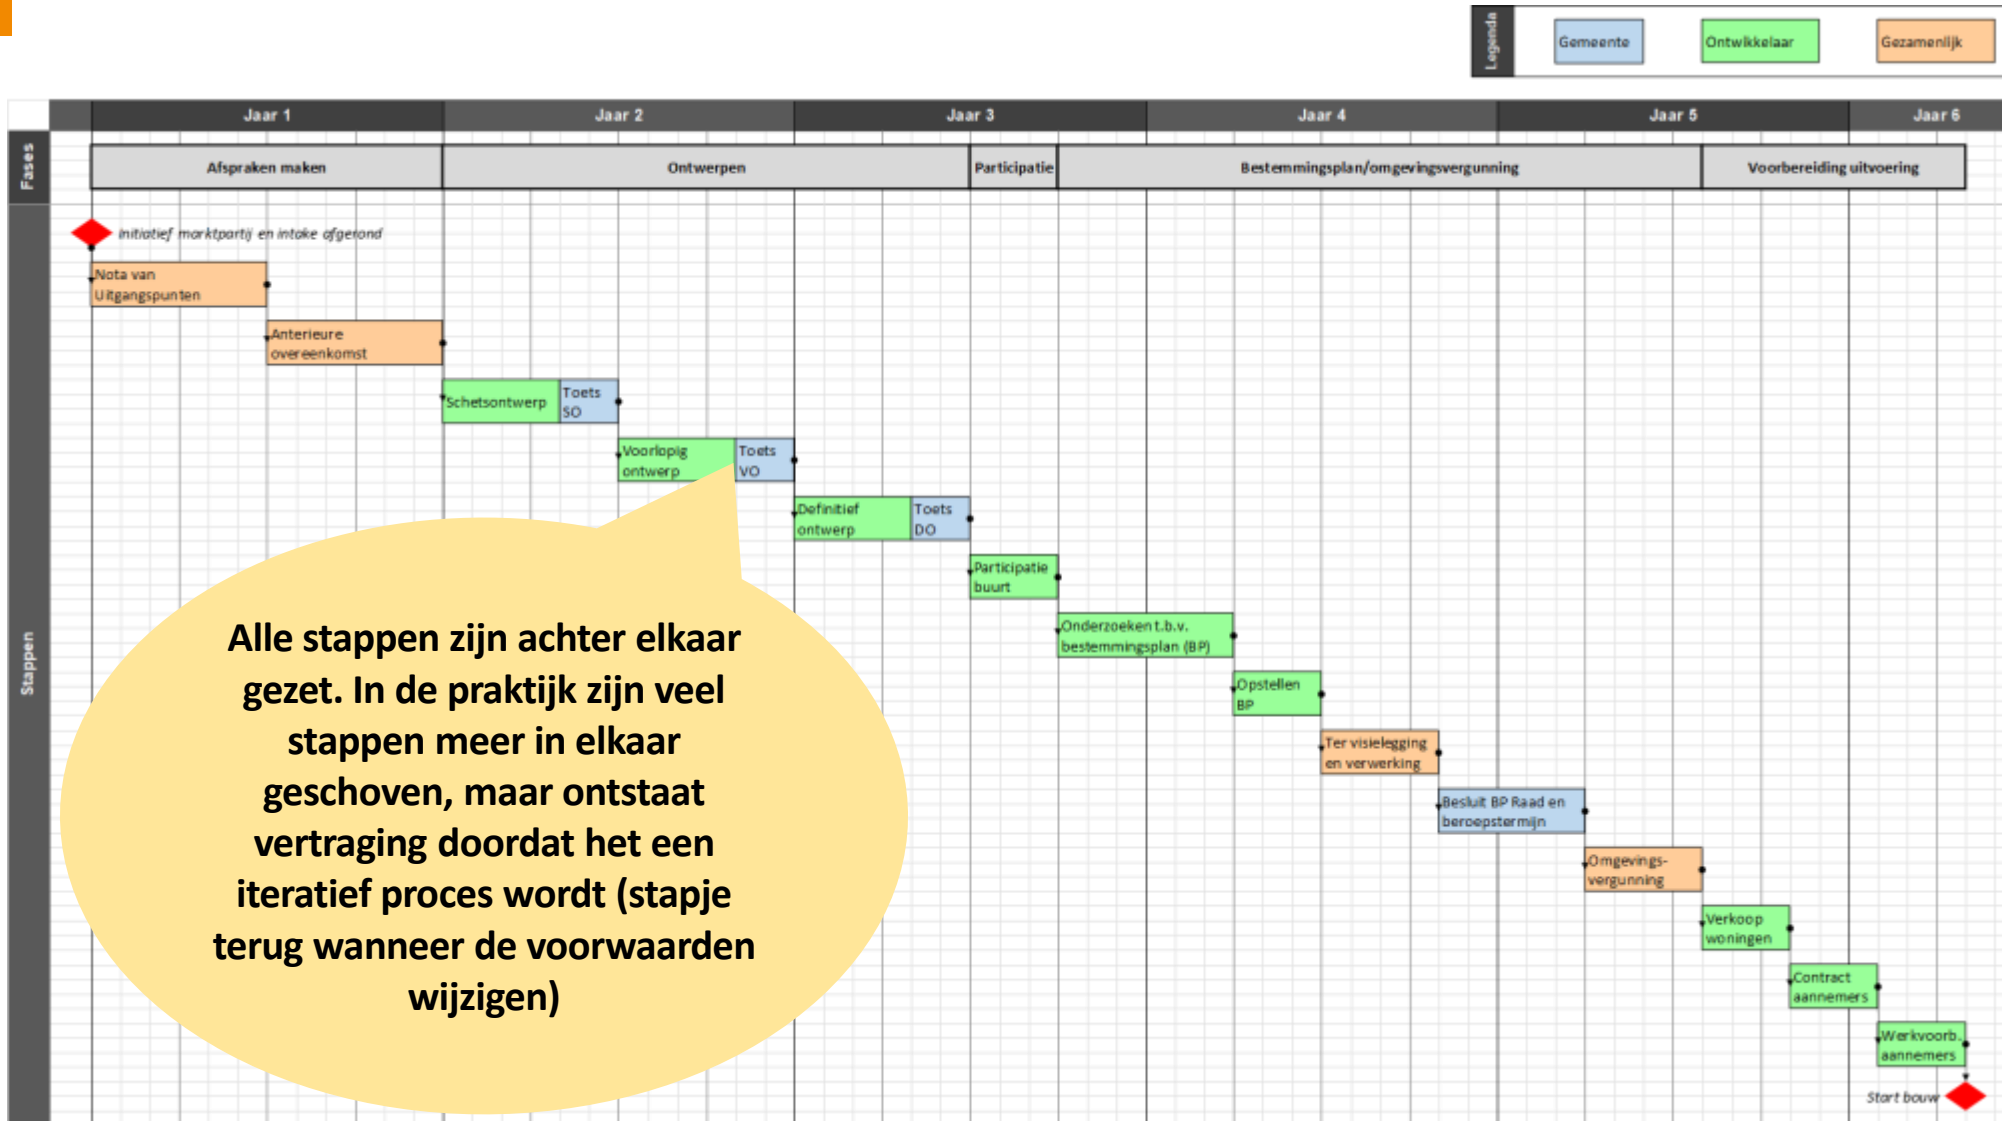 Legenda
Gemeente
Ontwikkelaar
Gezamenlijk
Jaar 1
Jaar 2
Jaar 3
Jaar 4
Jaar 5
Jaar 6
Fases
Afspraken maken
Ontwerpen
Participatie
Bestemmingsplan/omgevingsvergunning
Voorbereiding uitvoering
Stappen
Initiatief marktpartij en intake afgerond
Nota van
Uitgangspunten
Anterieure
overeenkomst
Schetsontwerp
Toets
SO
Voorlopig
ontwerp
Toets
VO
Definitief
ontwerp
Toets
DO
Participatie
buurt
Onderzoeken t.b.v.
bestemmingsplan (BP)
Opstellen
BP
Ter visielegging
en verwerking
Besluit BP Raad en
beroepstermijn
Omgevings-
vergunning
Verkoop
woningen
Contract
aannemers
Werkvoorb.
aannemers
Start bouw
Alle stappen zijn achter elkaar
gezet. In de praktijk zijn veel
stappen meer in elkaar
geschoven, maar ontstaat
vertraging doordat het een
iteratief proces wordt (stapje
terug wanneer de voorwaarden
wijzigen)